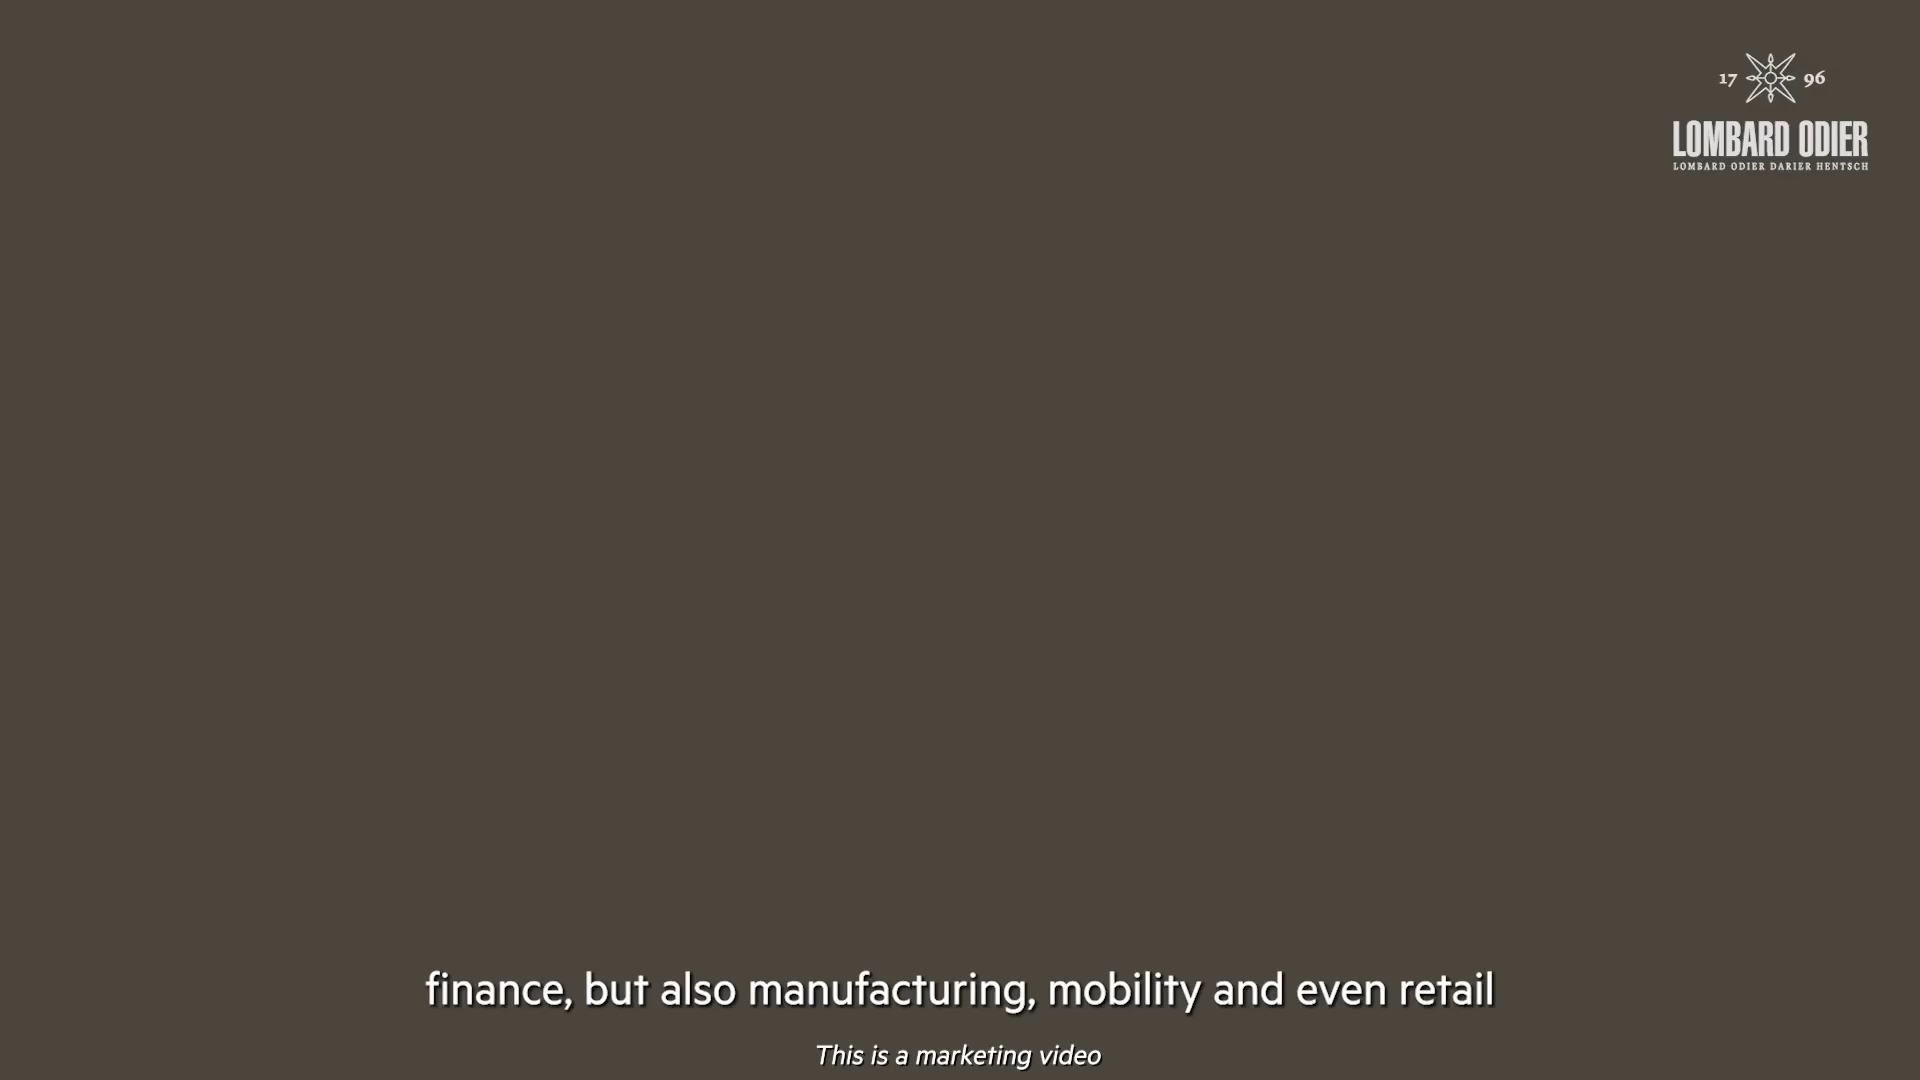 17 96
LOMBARD ODIER
LOMBARD ODIER DARIER HENTSCH
finance, but also manufacturing, mobility and even retail
This is a marketing video